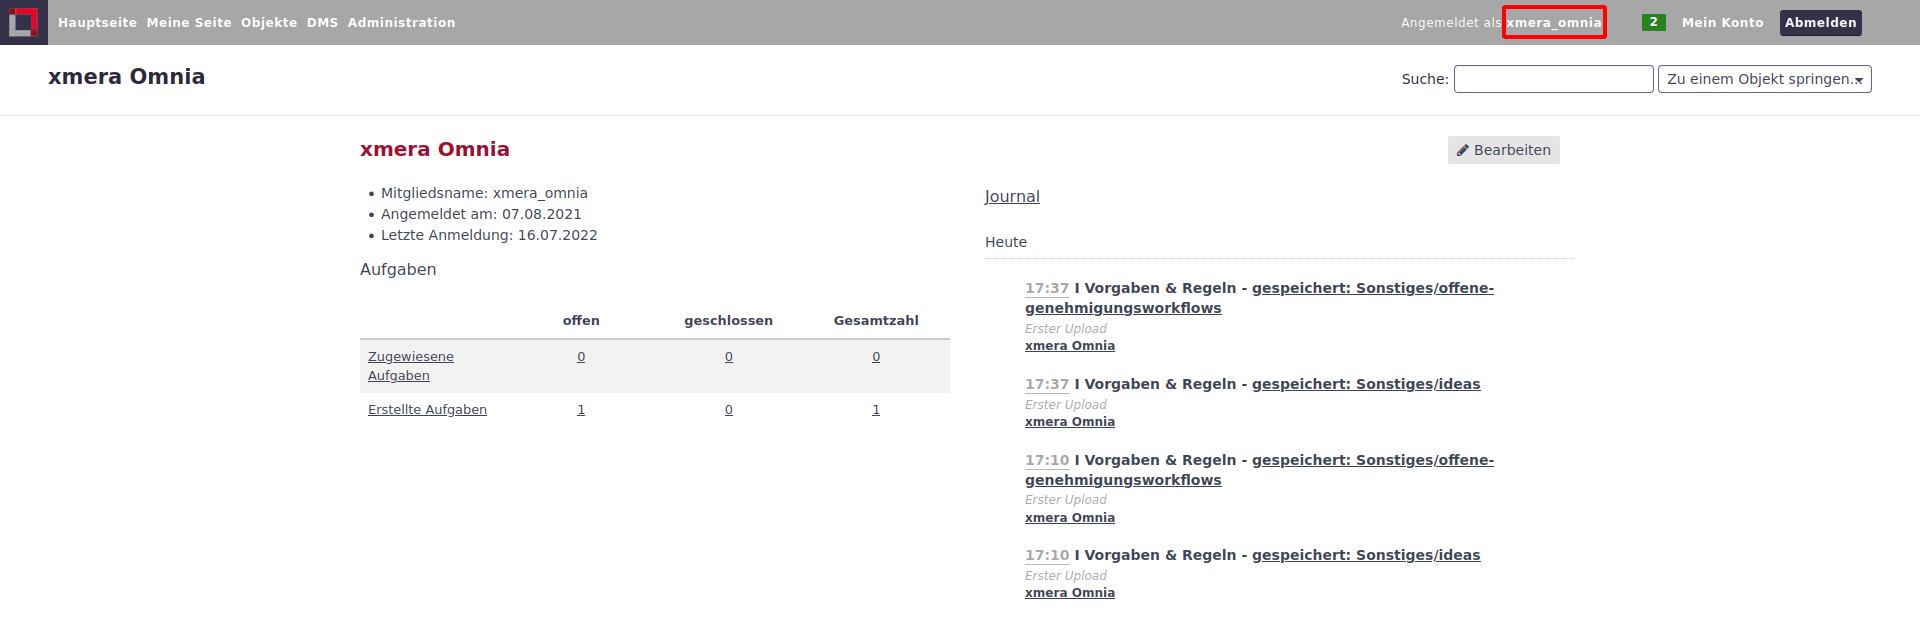 Hauptseite Meine Seite Objekte DMS Administration
Angemeldet als xmera_omnia 2 Mein Konto Abmelden
xmera Omnia
Suche: Zu einem Objekt springen...
xmera Omnia
Bearbeiten
Mitgliedsname: xmera_omnia
Angemeldet am: 07.08.2021
Letzte Anmeldung: 16.07.2022
Aufgaben
offen geschlossen Gesamtzahl
Zugewiesene
Aufgaben
0 0 0
Erstellte Aufgaben 1 0 1
Journal
Heute
17:37 I Vorgaben & Regeln - gespeichert: Sonstiges/offene-
genehmigungsworkflows
Erster Upload
xmera Omnia
17:37 I Vorgaben & Regeln - gespeichert: Sonstiges/ideas
Erster Upload
xmera Omnia
17:10 I Vorgaben & Regeln - gespeichert: Sonstiges/offene-
genehmigungsworkflows
Erster Upload
xmera Omnia
17:10 I Vorgaben & Regeln - gespeichert: Sonstiges/ideas
Erster Upload
xmera Omnia